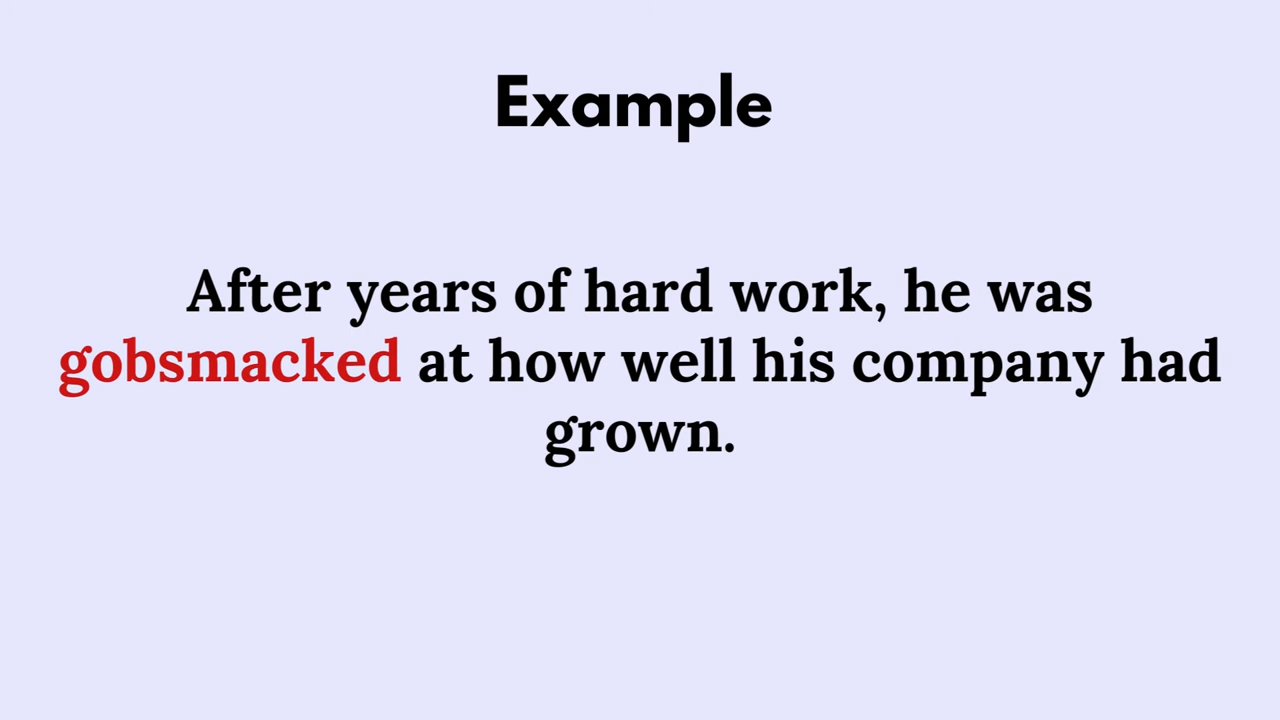 Example
After years of hard work, he was
gobsmacked at how well his company had
grown.